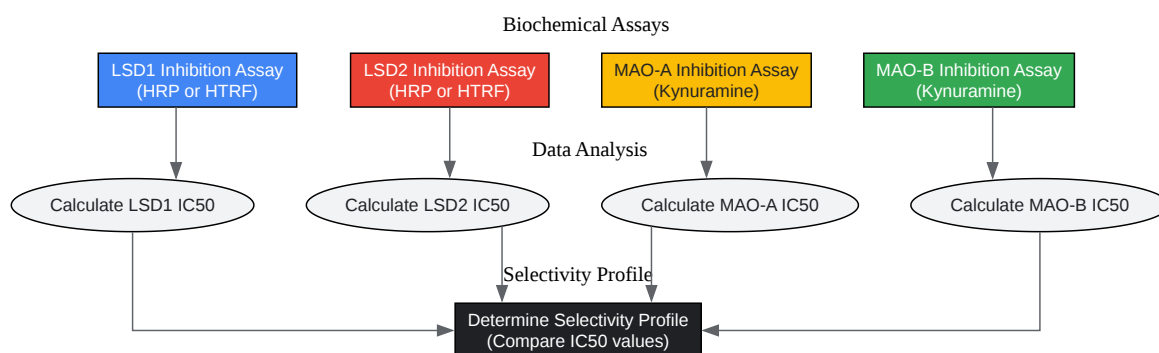 Biochemical Assays
LSD1 Inhibition Assay
(HRP or HTRF)
LSD2 Inhibition Assay
(HRP or HTRF)
MAO-A Inhibition Assay
(Kynuramine)
MAO-B Inhibition Assay
(Kynuramine)
Data Analysis
Calculate LSD1 IC50
Calculate LSD2 IC50
Calculate MAO-A IC50
Calculate MAO-B IC50
Selectivity Profile
Determine Selectivity Profile
(Compare IC50 values)